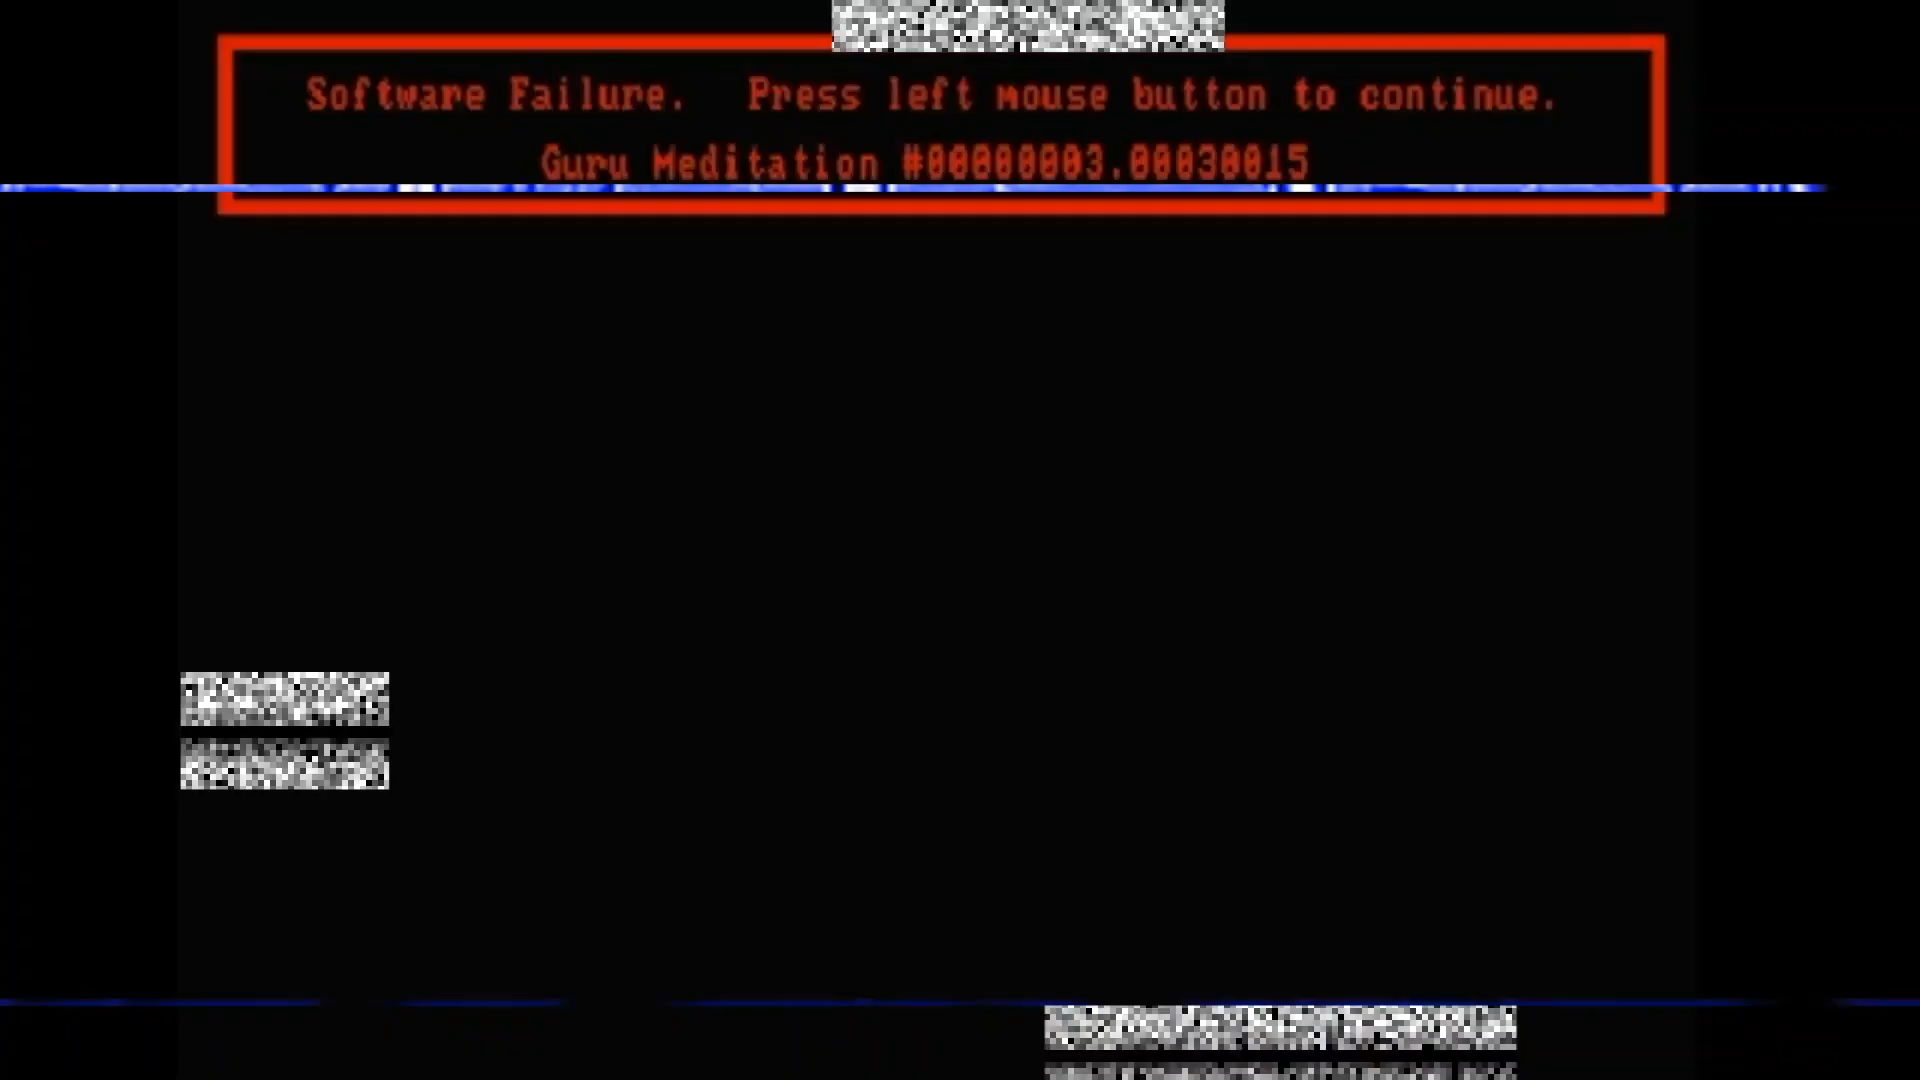 Software Failure. Press left mouse button to continue.
Guru Meditation #00000003.00030015